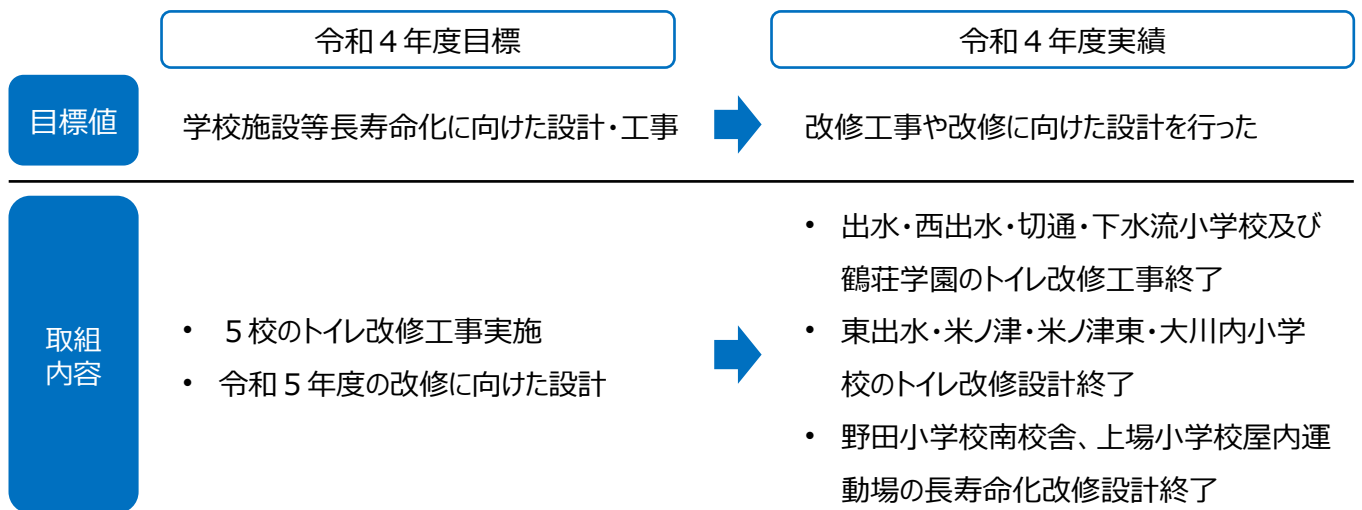 令和４年度目標
令和４年度実績
目標値
学校施設等長寿命化に向けた設計・工事
改修工事や改修に向けた設計を行った
取組
内容
• ５校のトイレ改修工事実施
• 令和５年度の改修に向けた設計
• 出水・西出水・切通・下水流小学校及び
鶴荘学園のトイレ改修工事終了
• 東出水・米ノ津・米ノ津東・大川内小学
校のトイレ改修設計終了
• 野田小学校南校舎、上場小学校屋内運
動場の長寿命化改修設計終了